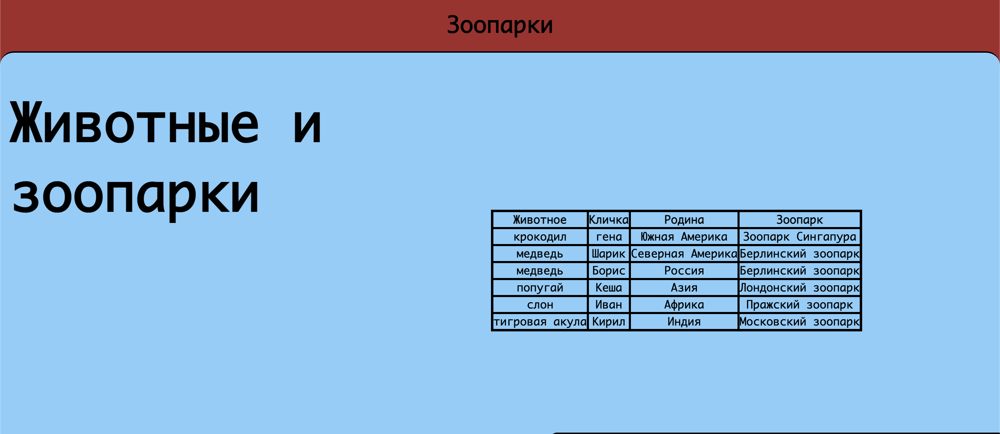 Зоопарки
Животные и
зоопарки
Животное Кличка Родина Зоопарк
крокодил гена Южная Америка Зоопарк Сингапура
медведь Шарик Северная Америка Берлинский зоопарк
медведь Борис Россия Берлинский зоопарк
попугай Кеша Азия Лондонский зоопарк
слон Иван Африка Пражский зоопарк
тигровая акула Кирил Индия Московский зоопарк